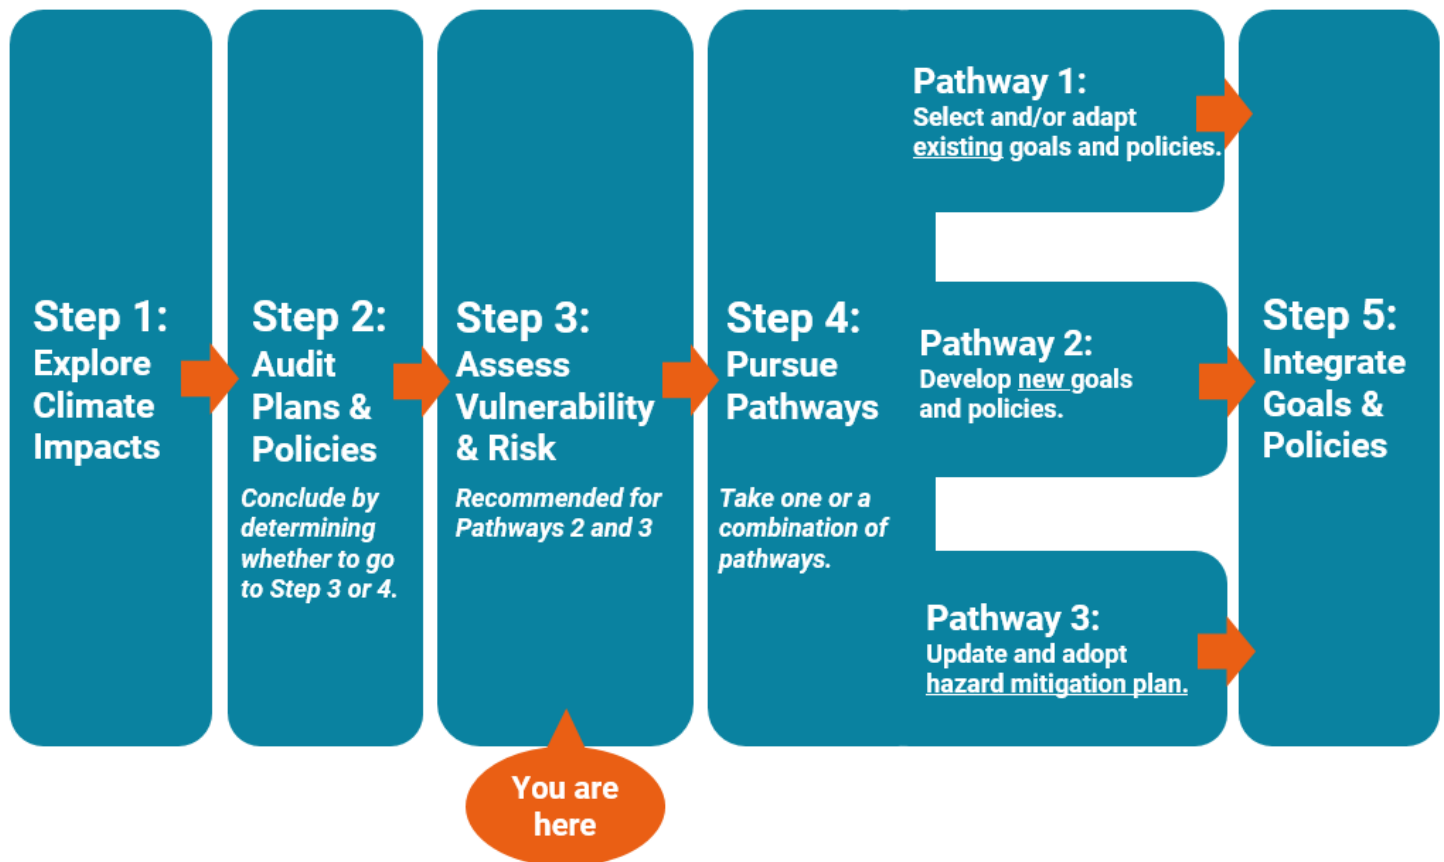 Step 1:
Explore
Climate
Impacts
Step 2:
Audit
Plans &
Policies
Conclude by
determining
whether to go
to Step 3 or 4.
Step 3:
Assess
Vulnerability
& Risk
Recommended for
Pathways 2 and 3
You are
here
Step 4:
Pursue
Pathways
Take one or a
combination of
pathways.
Pathway 1:
Select and/or adapt
existing goals and policies.
Pathway 2:
Develop new goals
and policies.
Pathway 3:
Update and adopt
hazard mitigation plan.
Step 5:
Integrate
Goals &
Policies